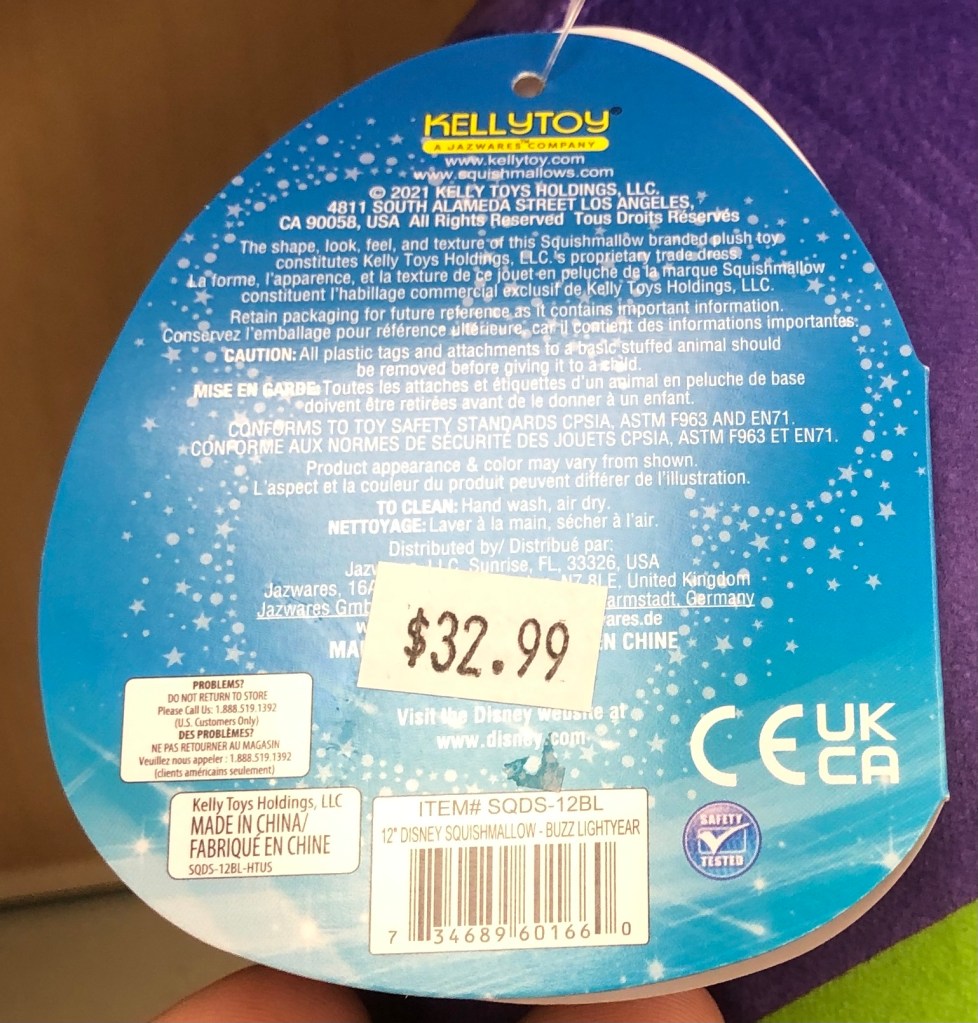 KELLYTOY®
A JAZWARES™ COMPANY
www.kellytoy.com
www.squishmallows.com
© 2021 KELLY TOYS HOLDINGS, LLC.
4811 SOUTH ALAMEDA STREET LOS ANGELES,
CA 90058, USA All Rights Reserved Tous Droits Réservés
The shape, look, feel, and texture of this Squishmallow branded plush toy
constitutes Kelly Toys Holdings, LLC.'s proprietary trade dress.
La forme, l'apparence, et la texture de ce jouet en peluche de la marque Squishmallow
constituent l'habillage commercial exclusif de Kelly Toys Holdings, LLC.
Retain packaging for future reference as it contains important information.
Conservez l'emballage pour référence ultérieure, car il contient des informations importantes.
CAUTION: All plastic tags and attachments to a basic stuffed animal should
be removed before giving it to a child.
MISE EN GARDE: Toutes les attaches et étiquettes d'un animal en peluche de base
doivent être retirées avant de le donner à un enfant.
CONFORMS TO TOY SAFETY STANDARDS CPSIA, ASTM F963 AND EN71.
CONFORME AUX NORMES DE SÉCURITÉ DES JOUETS CPSIA, ASTM F963 ET EN71.
Product appearance & color may vary from shown.
L'aspect et la couleur du produit peuvent différer de l'illustration.
TO CLEAN: Hand wash, air dry.
NETTOYAGE: Laver à la main, sécher à l'air.
Distributed by/ Distribué par:
Sunrise, FL, 33326, USA
Jazwares, 8LE, United Kingdom
Jazwares Germany
$32.99
EN CHINE
Visit the Disney website at
www.disney.com
PROBLEMS?
DO NOT RETURN TO STORE
Please Call Us: 1.888.519.1392
(U.S. Customers Only)
DES PROBLÈMES?
NE PAS RETOURNER AU MAGASIN
Veuillez nous appeler : 1.888.519.1392
(clients américains seulement)
CE UK
CA
Kelly Toys Holdings, LLC
MADE IN CHINA/
FABRIQUÉ EN CHINE
SQDS-12BL-HTUS
ITEM# SQDS-12BL
12" DISNEY SQUISHMALLOW - BUZZ LIGHTYEAR
7 34689 60166 0
SAFETY
TESTED